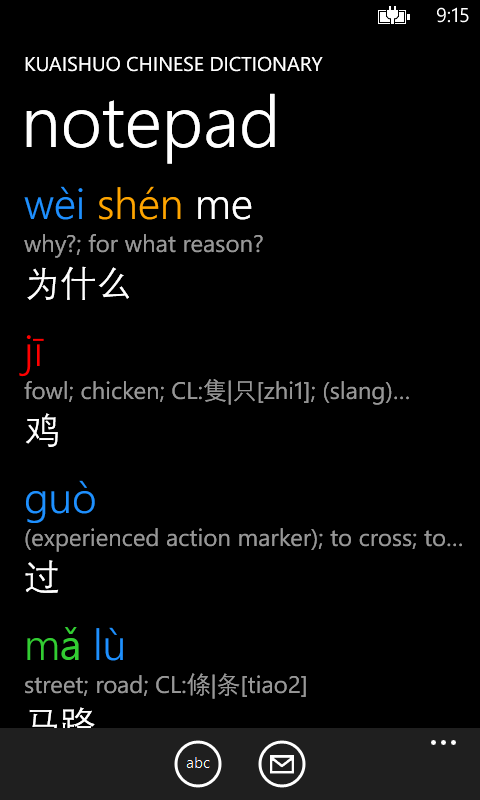 9:15
KUAISHUO CHINESE DICTIONARY
notepad
wèi shén me
why?; for what reason?
为什么
jī
fowl; chicken; CL:隻|只[zhi1]; (slang)...
鸡
guò
(experienced action marker); to cross; to...
过
mǎ lù
street; road; CL:條|条[tiao2]
马路
abc